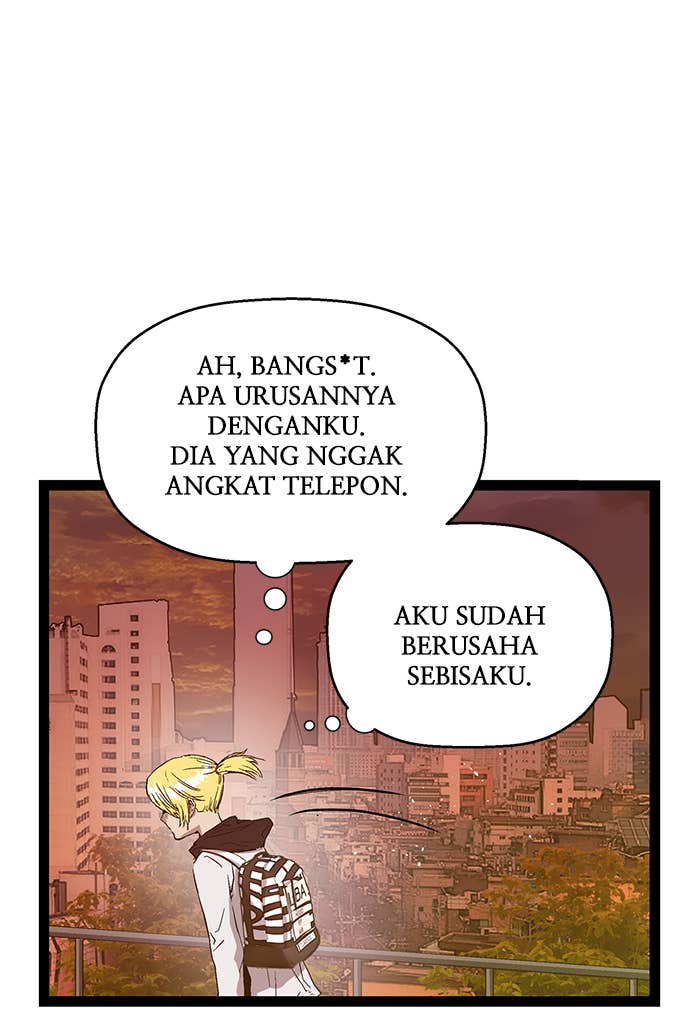 AH, BANGS*T.
APA URUSANNYA
DENGANKU.
DIA YANG NGGAK
ANGKAT TELEPON.
AKU SUDAH
BERUSAHA
SEBISAKU.